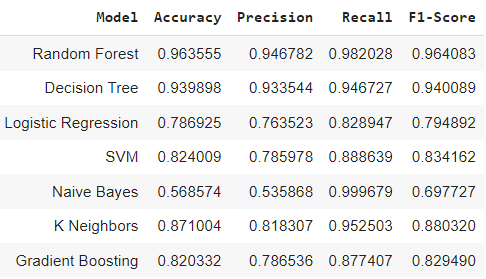 Model Accuracy Precision Recall F1-Score
Random Forest 0.963555 0.946782 0.982028 0.964083
Decision Tree 0.939898 0.933544 0.946727 0.940089
Logistic Regression 0.786925 0.763523 0.828947 0.794892
SVM 0.824009 0.785978 0.888639 0.834162
Naive Bayes 0.568574 0.535868 0.999679 0.697727
K Neighbors 0.871004 0.818307 0.952503 0.880320
Gradient Boosting 0.820332 0.786536 0.877407 0.829490